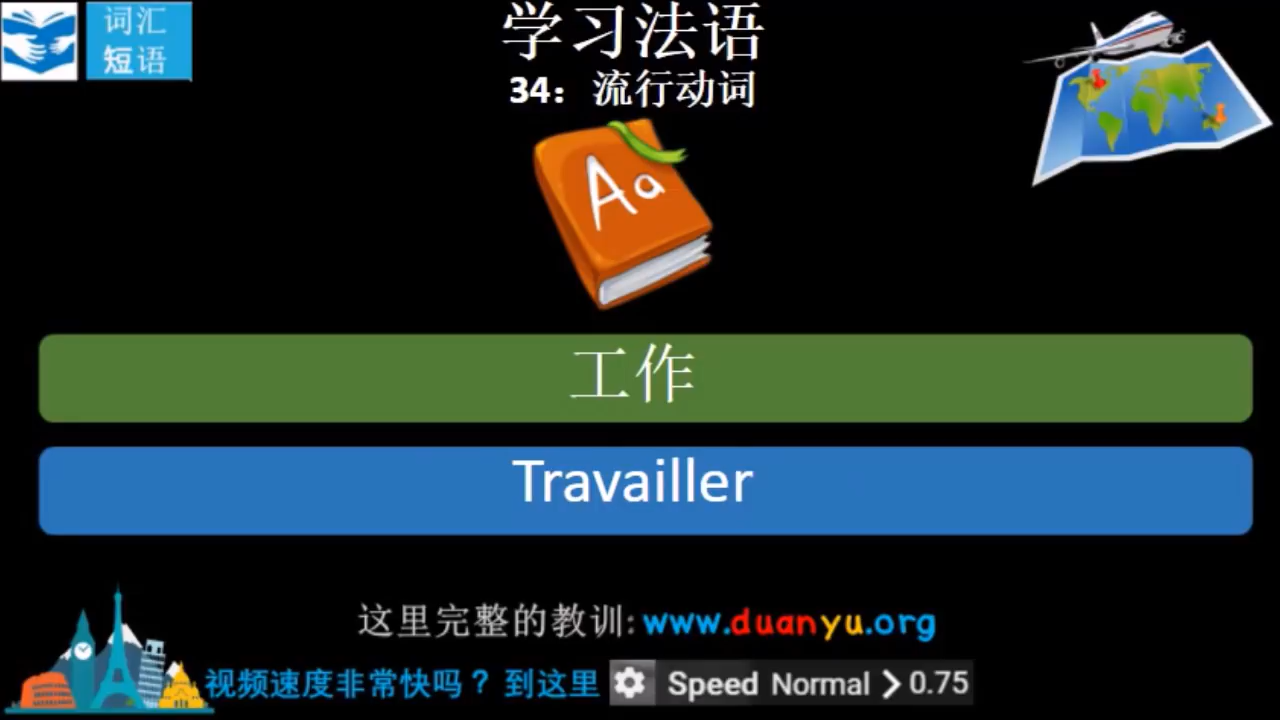 词汇
短语
学习法语
34：流行动词
Aa
工作
Travailler
这里完整的教训: www.duanyu.org
视频速度非常快吗？ 到这里 Speed Normal > 0.75